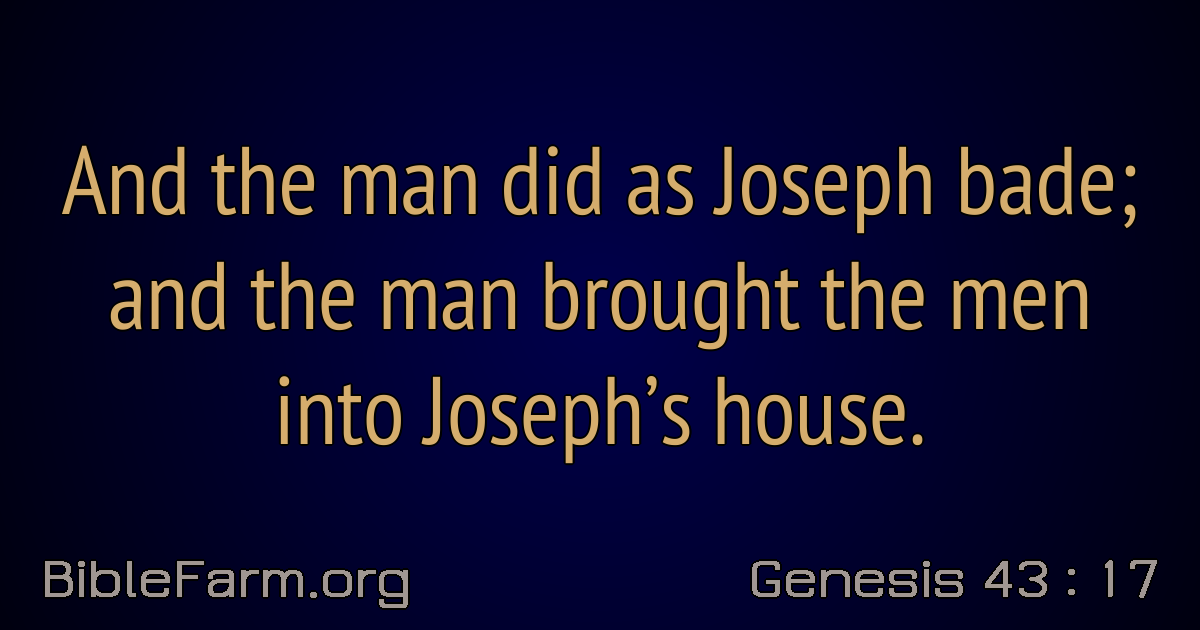 And the man did as Joseph bade;
and the man brought the men
into Joseph’s house.
BibleFarm.org
Genesis 43 : 17